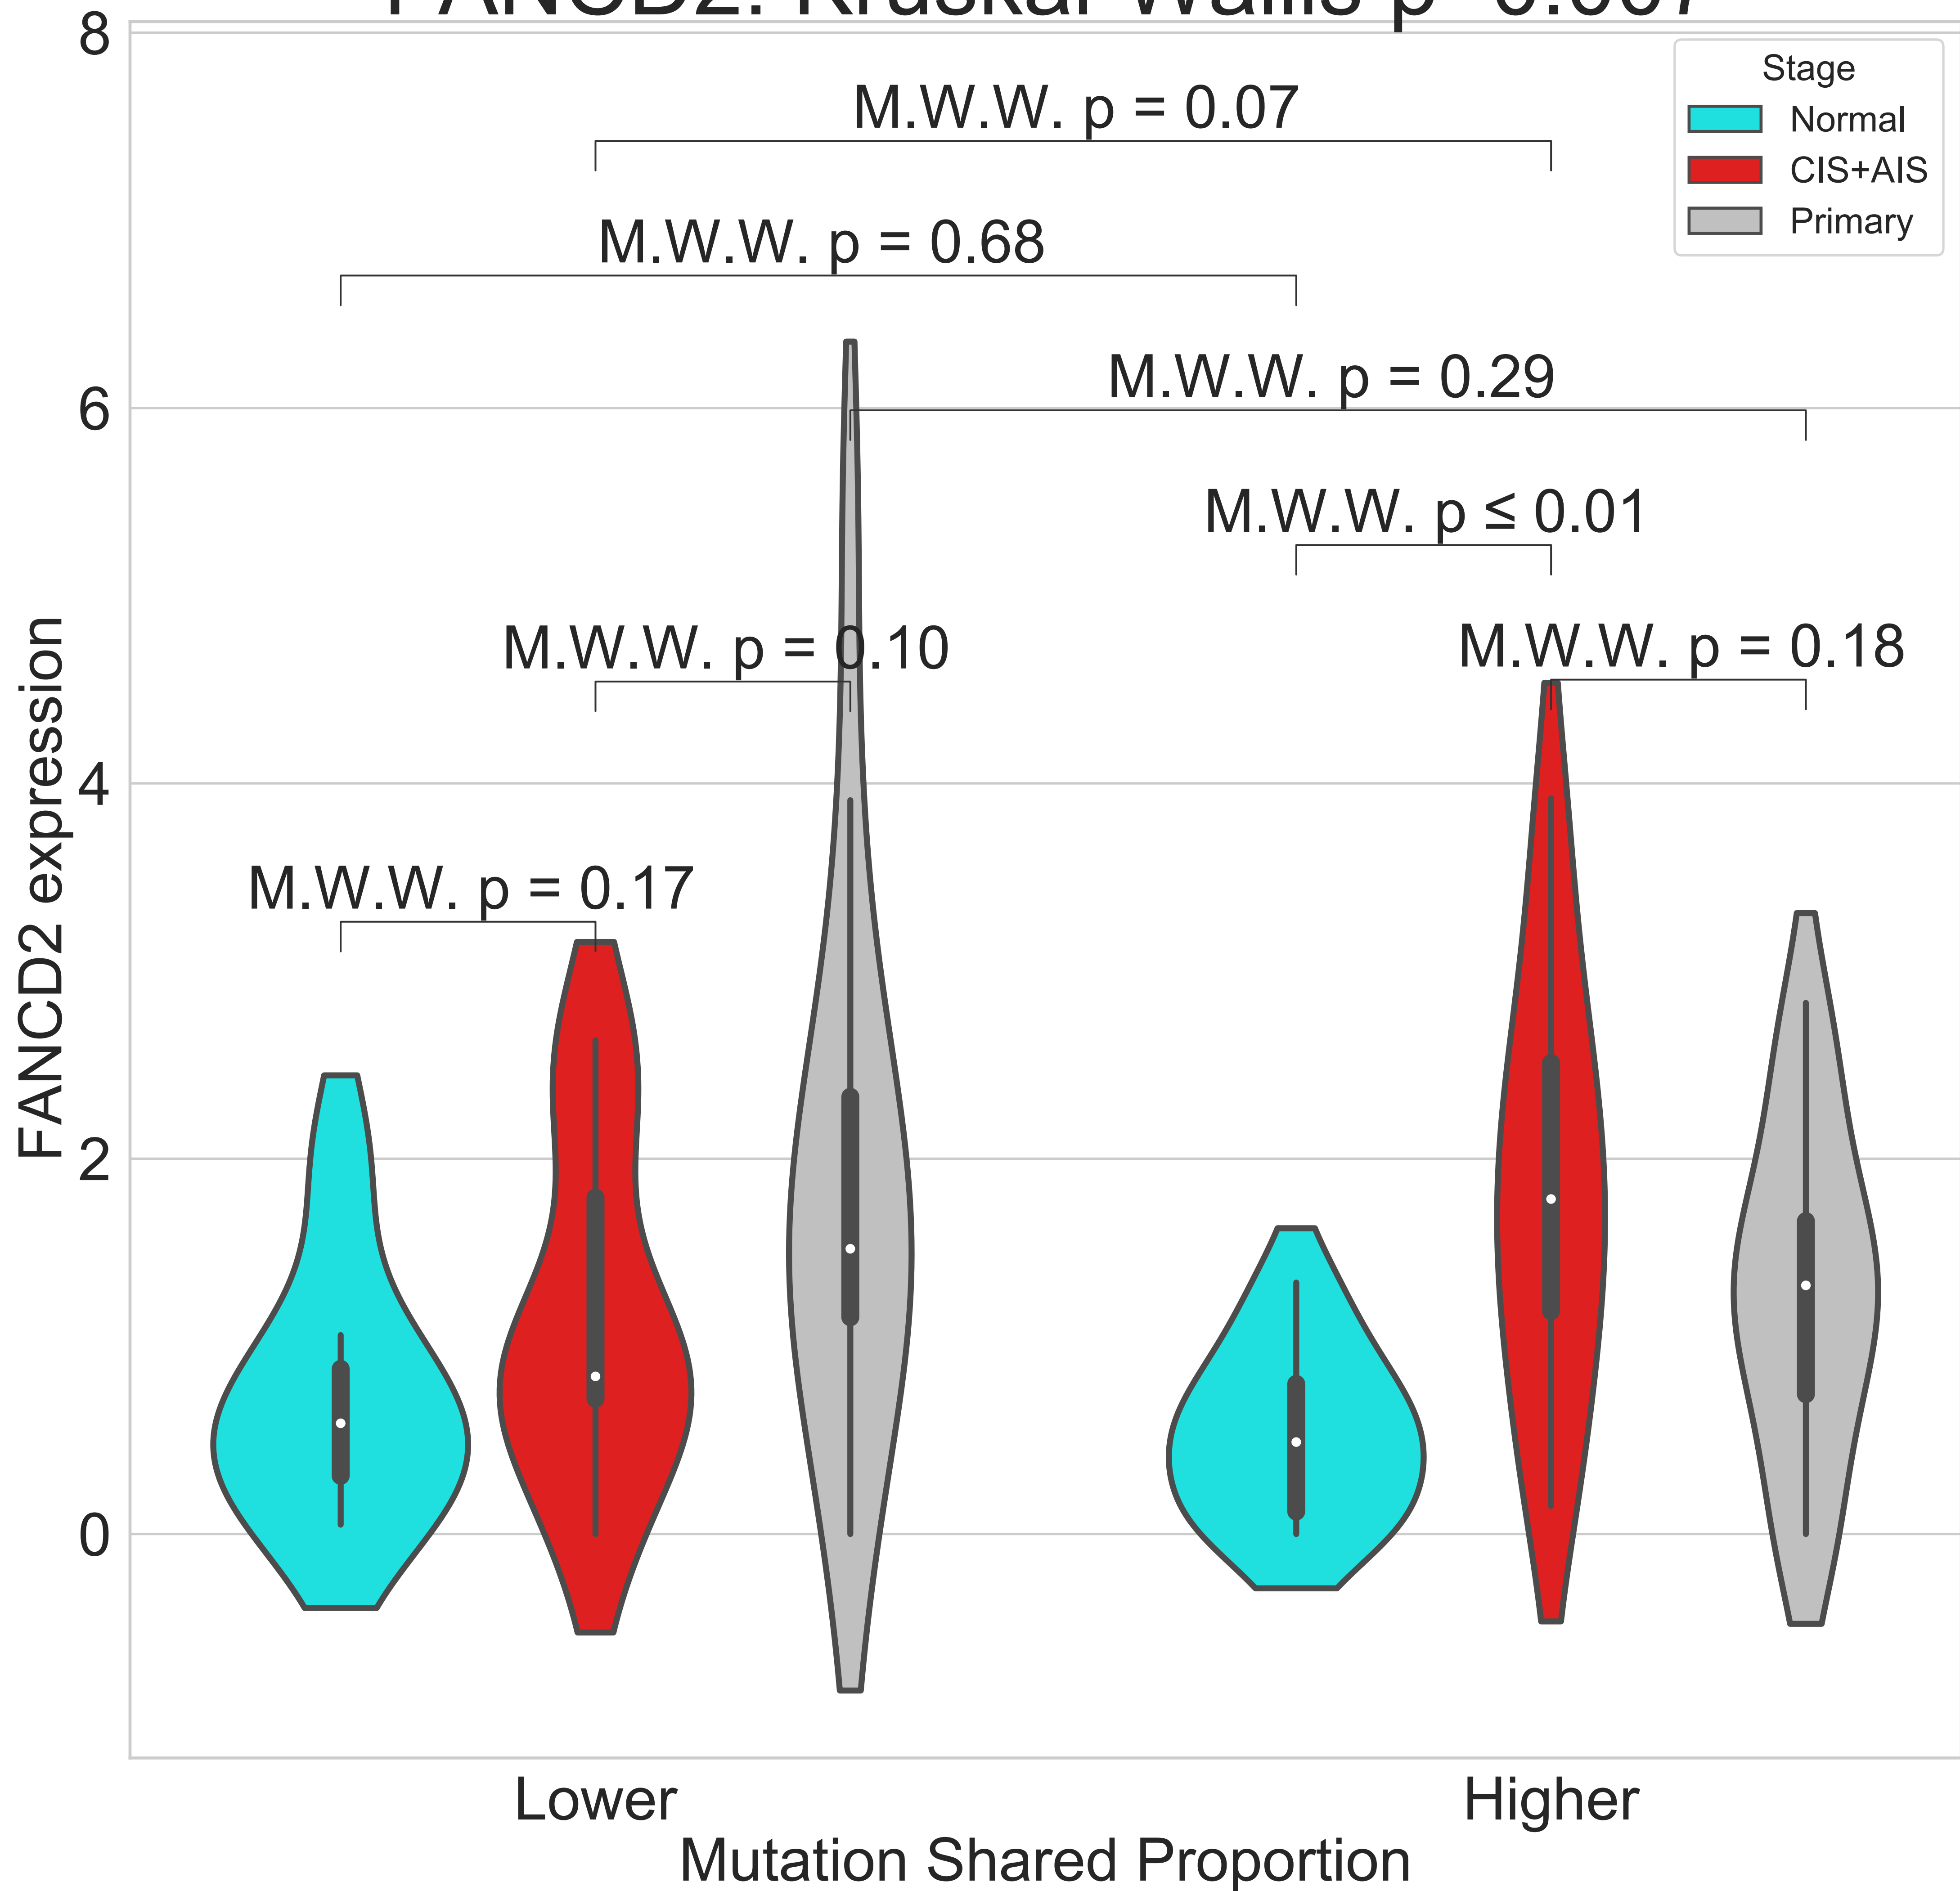 8
Stage
Normal
CIS+AIS
Primary
M.W.W. p = 0.07
M.W.W. p = 0.68
M.W.W. p = 0.29
6
M.W.W. p ≤ 0.01
M.W.W. p = 0.10
M.W.W. p = 0.18
4
M.W.W. p = 0.17
FANCD2 expression
2
0
Lower
Higher
Mutation Shared Proportion